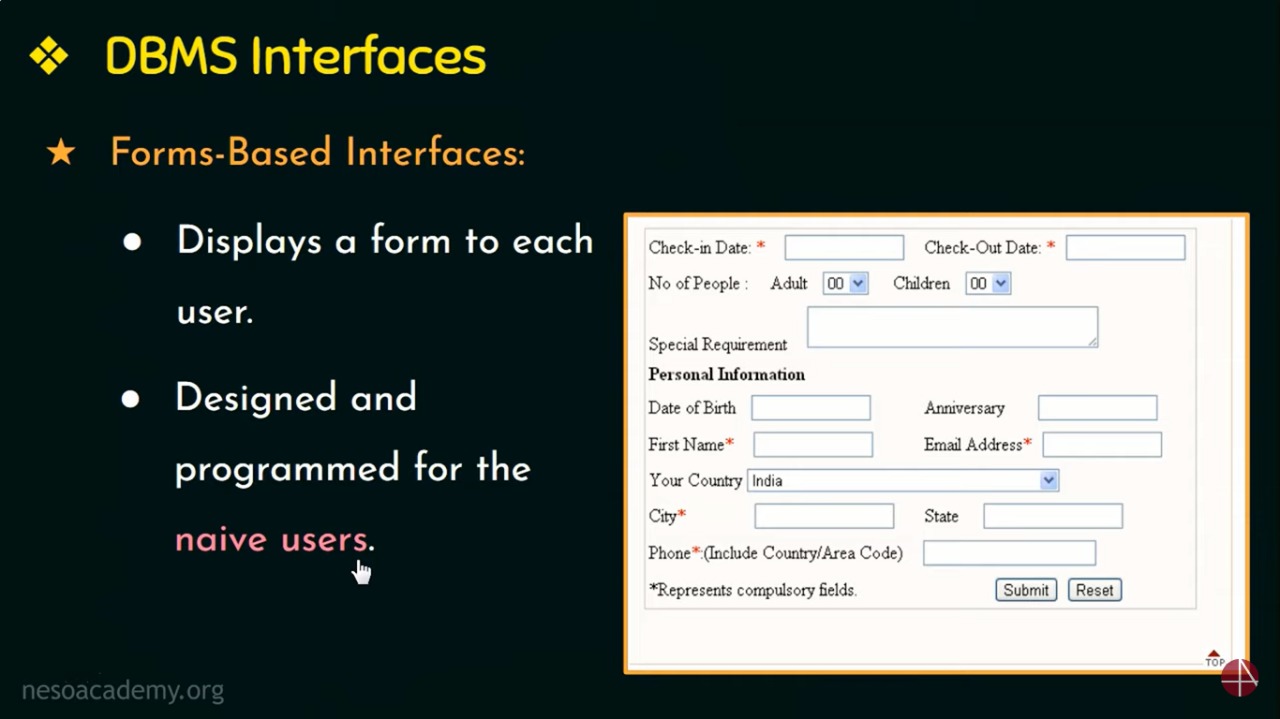 DBMS Interfaces
Forms-Based Interfaces:
Displays a form to each
user.
Designed and
programmed for the
naive users.
Check-in Date: * Check-Out Date: *
No of People : Adult 00 Children 00
Special Requirement
Personal Information
Date of Birth Anniversary
First Name* Email Address*
Your Country India
City* State
Phone*:(Include Country/Area Code)
*Represents compulsory fields. Submit Reset
TOP
nesoacademy.org